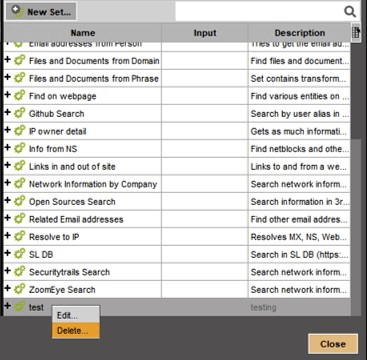 New Set...
Name Input Description
Email addresses from Person Tries to get the email ad...
Files and Documents from Domain Find files and document...
Files and Documents from Phrase Set contains transform...
Find on webpage Find various entities on ...
Github Search Search by user alias in ...
IP owner detail Gets as much informati...
Info from NS Find netblocks and othe...
Links in and out of site Links to and from a we...
Network Information by Company Search network inform...
Open Sources Search Search information in 3r...
Related Email addresses Find other email addres...
Resolve to IP Resolves MX, NS, Web...
SL DB Search in SL DB (https:...
Securitytrails Search Search network inform...
ZoomEye Search Search network inform...
test testing
Edit...
Delete...
Close